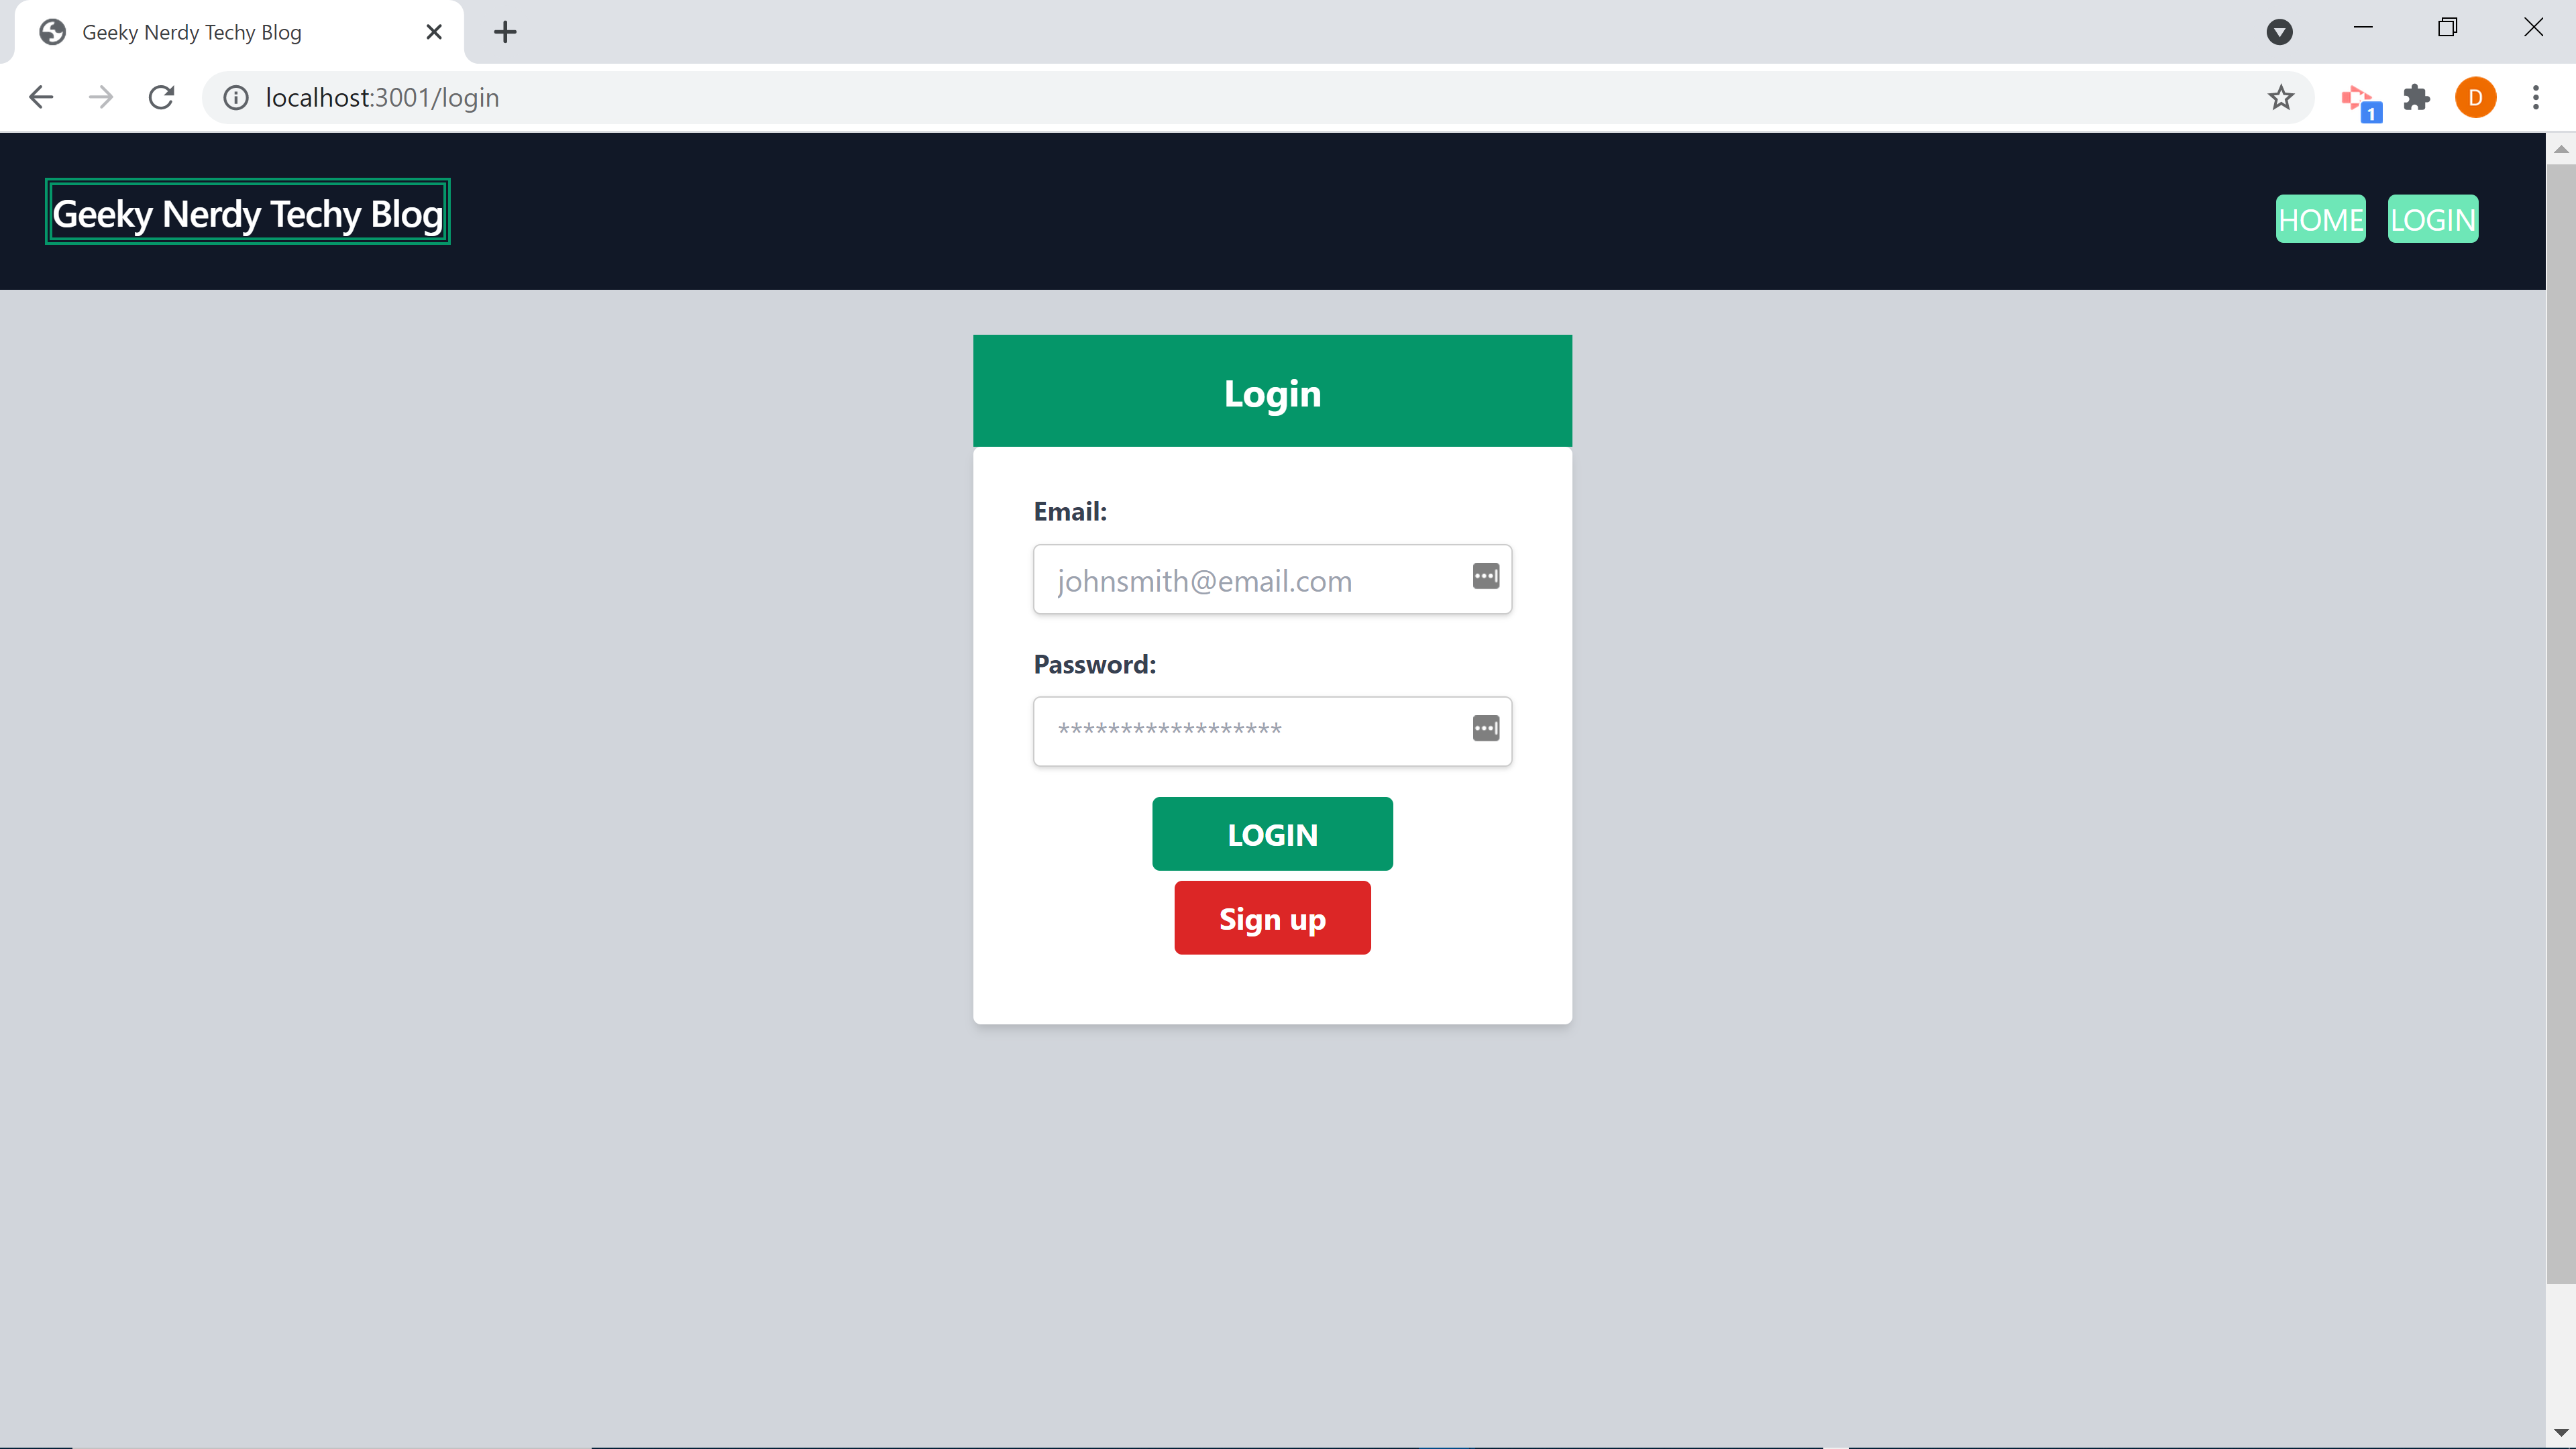 Geeky Nerdy Techy Blog
localhost:3001/login
1
D
Geeky Nerdy Techy Blog
HOME LOGIN
Login
Email:
johnsmith@email.com
Password:
******************
LOGIN
Sign up